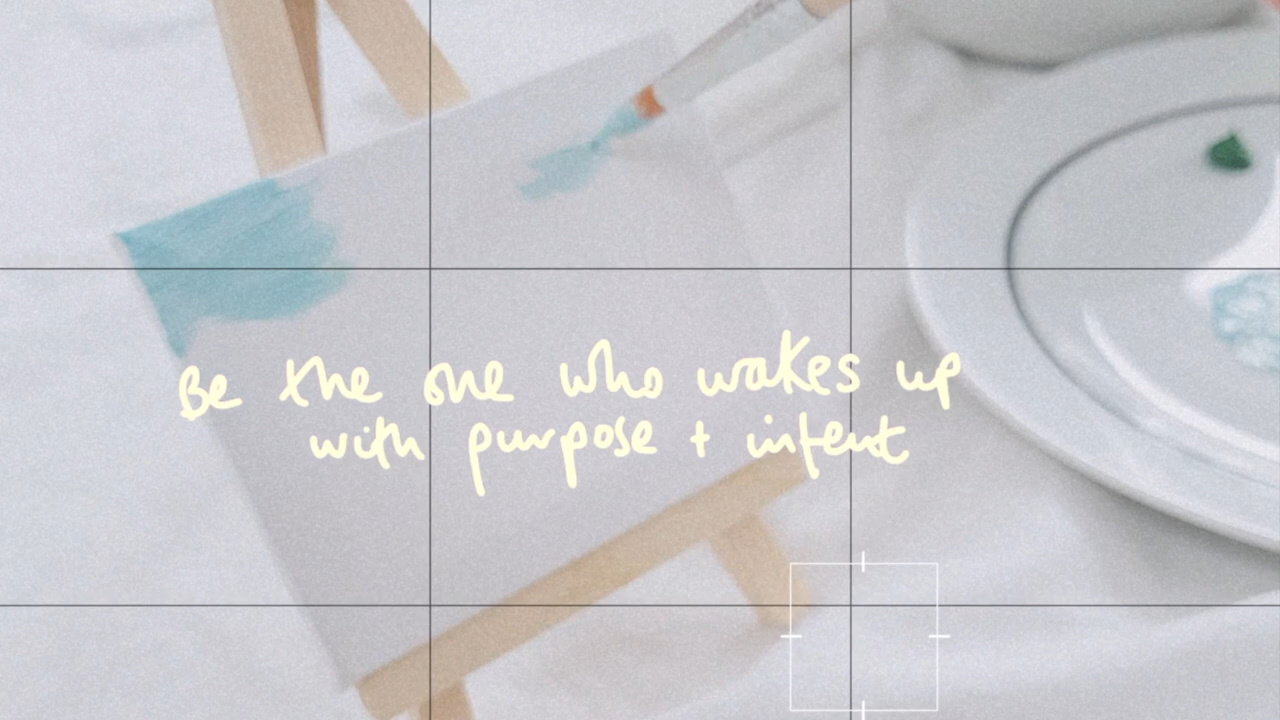 Be the one who wakes up
with purpose + intent